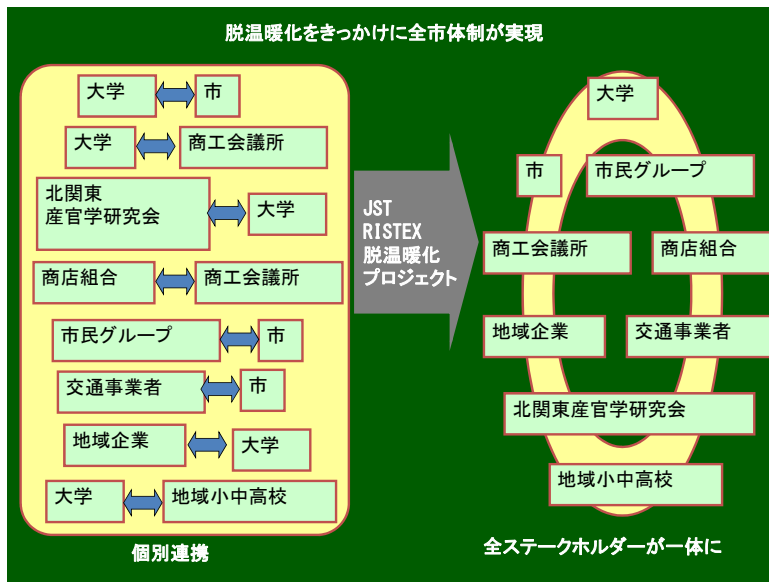 脱温暖化をきっかけに全市体制が実現
大学
市
大学
商工会議所
北関東
産官学研究会
大学
商店組合
商工会議所
市民グループ
市
交通事業者
市
地域企業
大学
大学
地域小中高校
個別連携
JST
RISTEX
脱温暖化
プロジェクト
大学
市
市民グループ
商工会議所
商店組合
地域企業
交通事業者
北関東産官学研究会
地域小中高校
全ステークホルダーが一体に